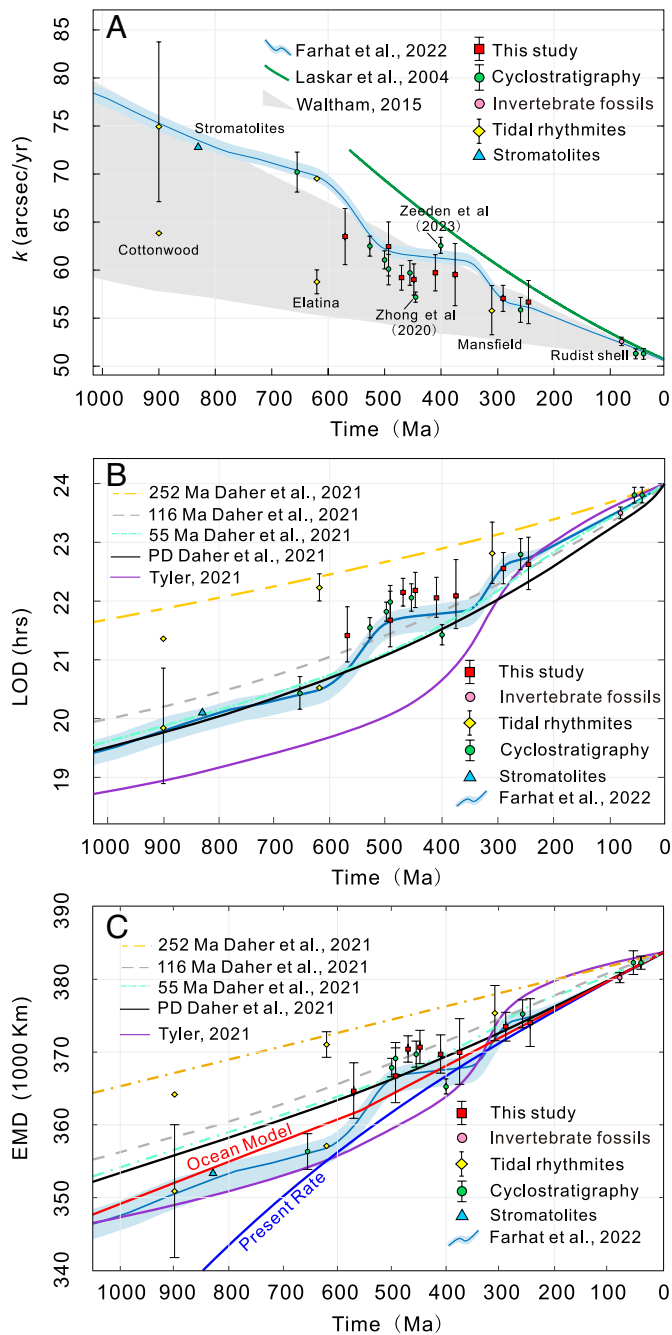 A
85
80
75
70
65
60
55
50
k (arcsec/yr)
Farhat et al., 2022
Laskar et al., 2004
Waltham, 2015
This study
Cyclostratigraphy
Invertebrate fossils
Tidal rhythmites
Stromatolites
Stromatolites
Cottonwood
Elatina
Zeeden et al
(2023)
Zhong et al
(2020)
Mansfield
Rudist shell
1000 900 800 700 600 500 400 300 200 100 0
Time (Ma)
B
24
23
22
21
20
19
LOD (hrs)
252 Ma Daher et al., 2021
116 Ma Daher et al., 2021
55 Ma Daher et al., 2021
PD Daher et al., 2021
Tyler, 2021
This study
Invertebrate fossils
Tidal rhythmites
Cyclostratigraphy
Stromatolites
Farhat et al., 2022
1000 900 800 700 600 500 400 300 200 100 0
Time (Ma)
C
390
380
370
360
350
340
EMD (1000 Km)
252 Ma Daher et al., 2021
116 Ma Daher et al., 2021
55 Ma Daher et al., 2021
PD Daher et al., 2021
Tyler, 2021
Ocean Model
Present Rate
This study
Invertebrate fossils
Tidal rhythmites
Cyclostratigraphy
Stromatolites
Farhat et al., 2022
1000 900 800 700 600 500 400 300 200 100 0
Time (Ma)